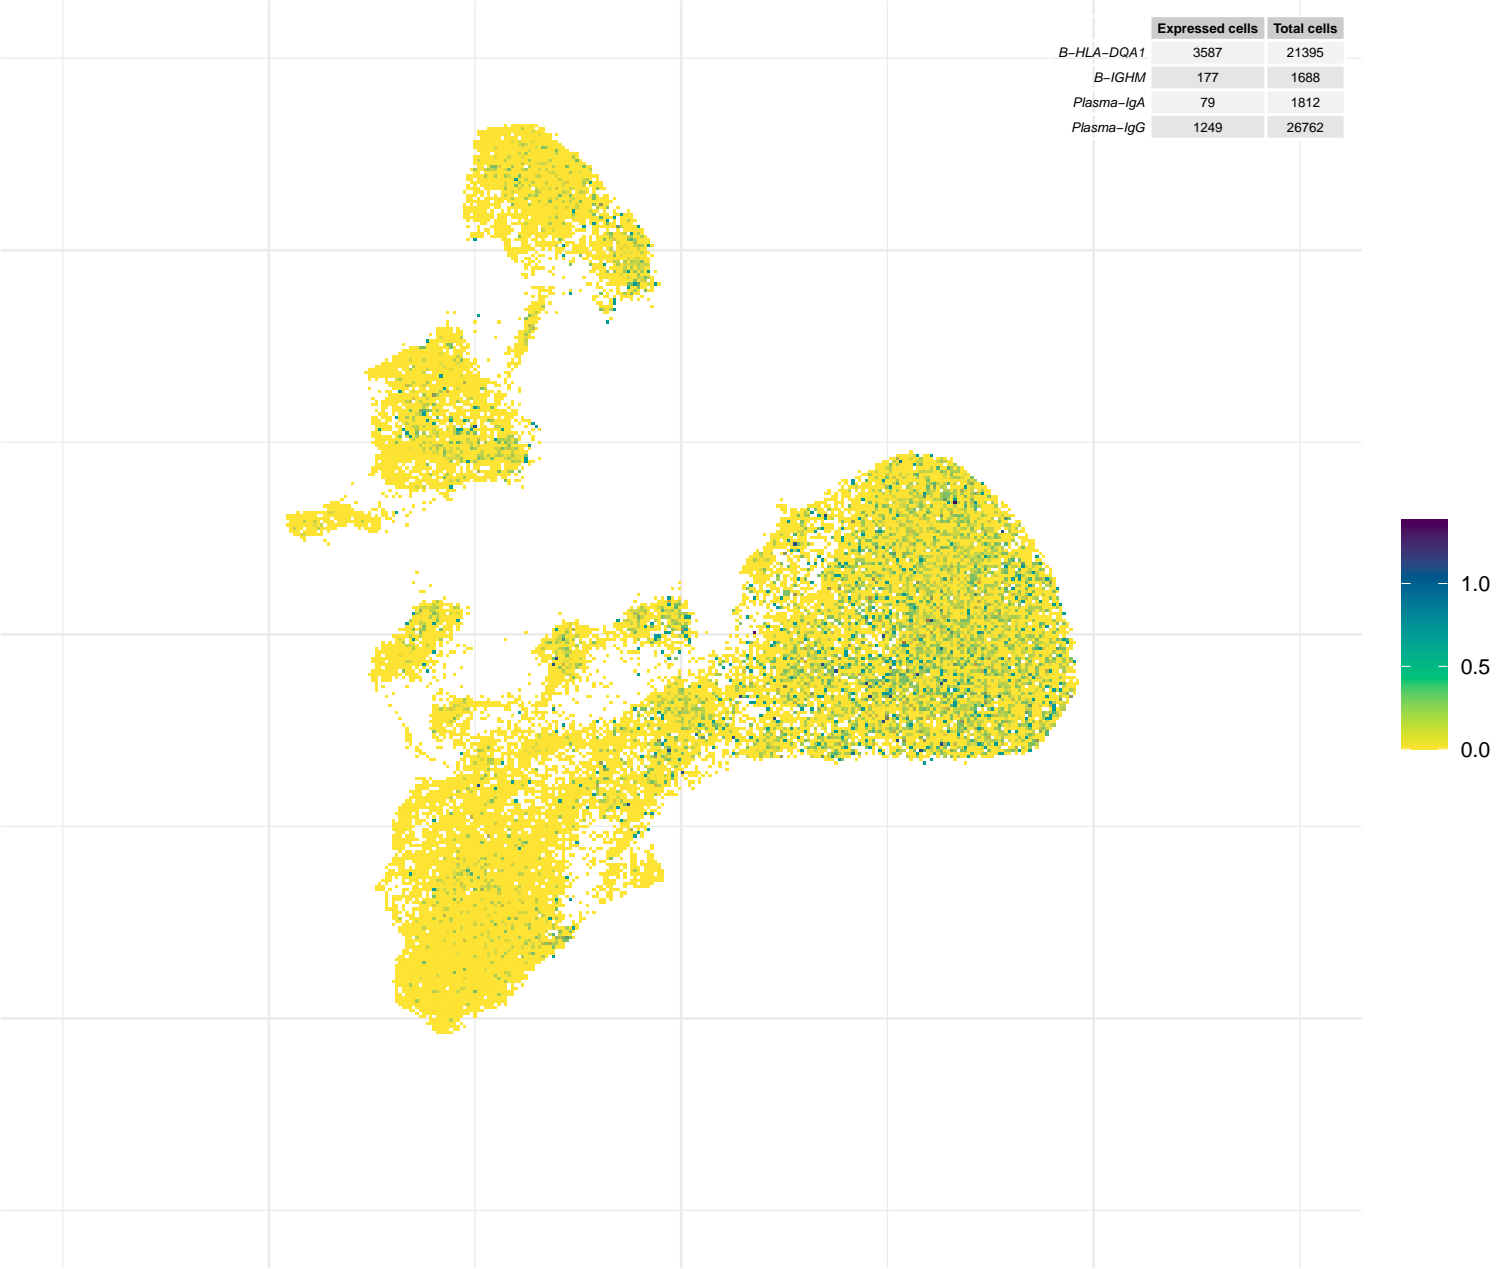 Expressed cells Total cells
B−HLA−DQA1 3587 21395
B−IGHM 177 1688
Plasma−IgA 79 1812
Plasma−IgG 1249 26762
1.0
0.5
0.0